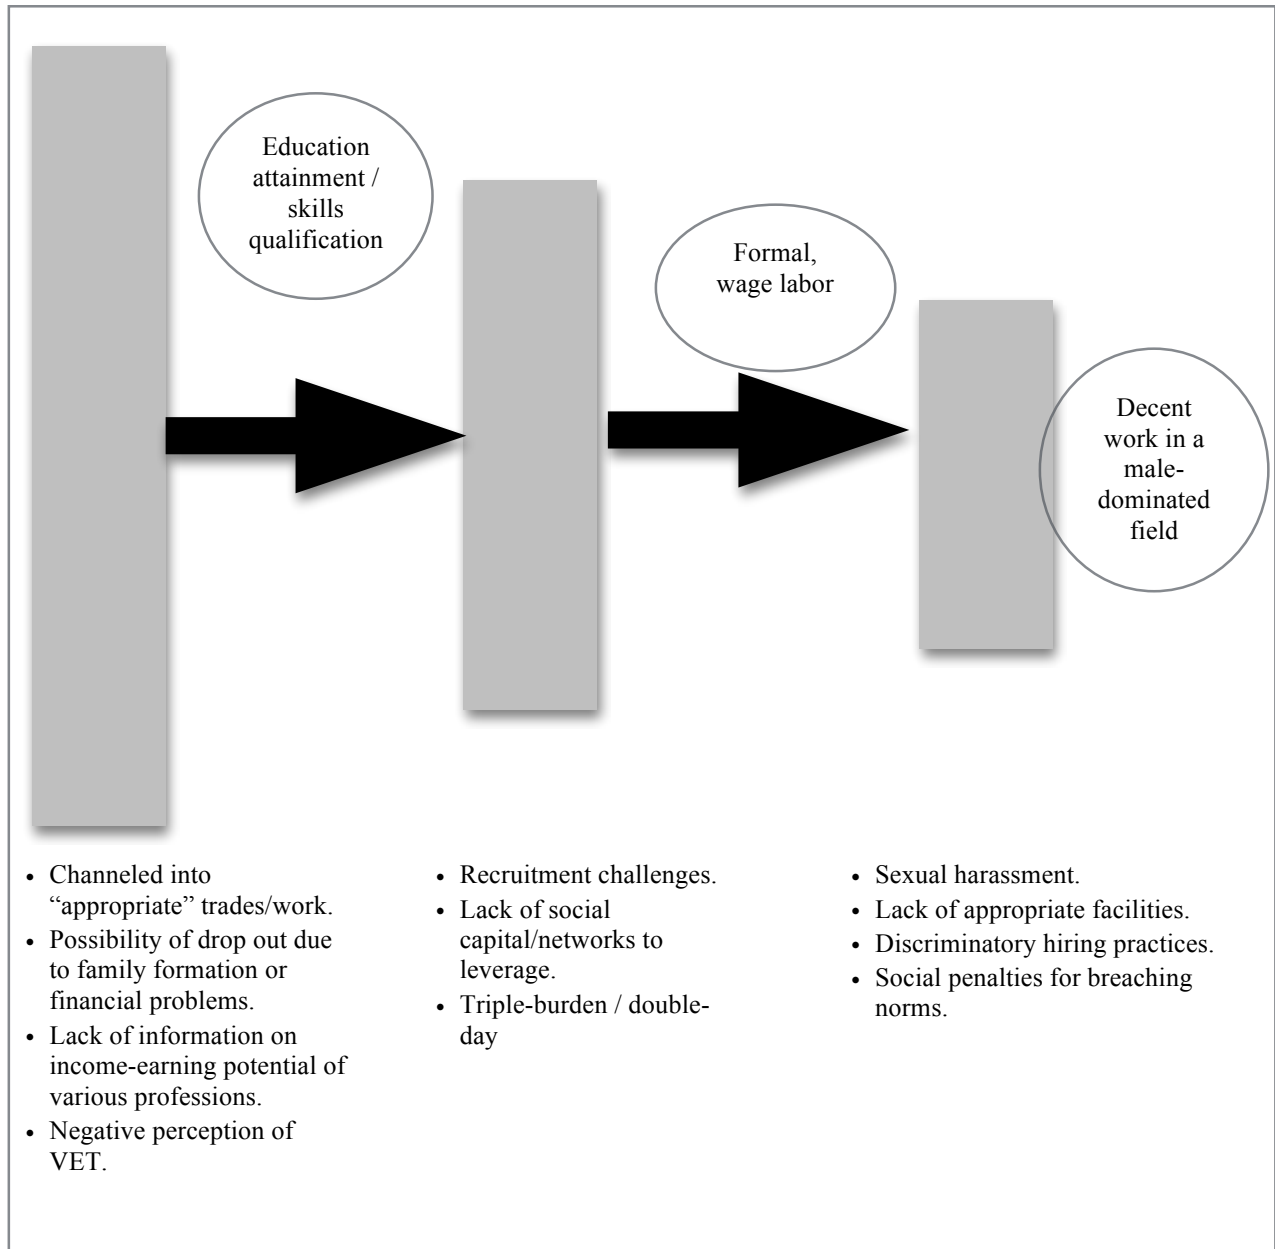 Education
attainment /
skills
qualification
Formal,
wage labor
Decent
work in a
male-
dominated
field
• Channeled into
“appropriate” trades/work.
• Possibility of drop out due
to family formation or
financial problems.
• Lack of information on
income-earning potential of
various professions.
• Negative perception of
VET.
• Recruitment challenges.
• Lack of social
capital/networks to
leverage.
• Triple-burden / double-
day
• Sexual harassment.
• Lack of appropriate facilities.
• Discriminatory hiring practices.
• Social penalties for breaching
norms.